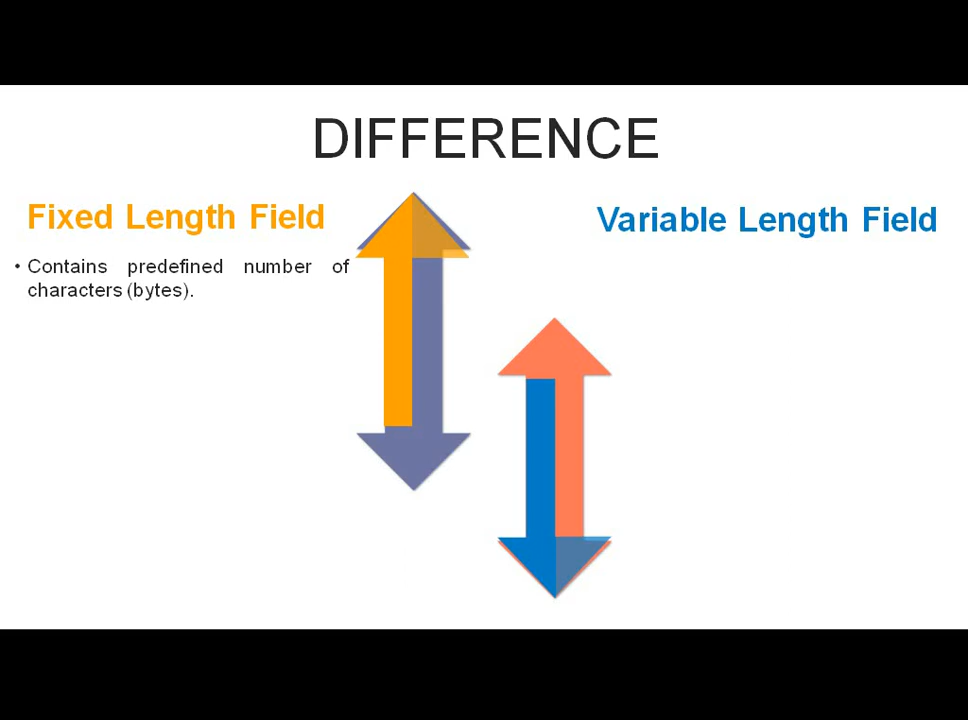 DIFFERENCE
Fixed Length Field
• Contains predefined number of
characters (bytes).
Variable Length Field